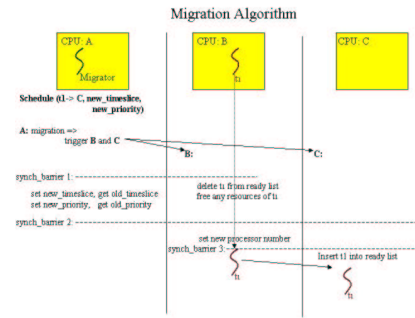 Migration Algorithm
CPU: A
CPU: B
CPU: C
Migrator
t1
Schedule (t1-> C, new_timeslice,
new_priority)
A: migration =>
trigger B and C
B:
C:
synch_barrier 1:
delete t1 from ready list
free any resources of t1
set new_timeslice, get old_timeslice
set new_priority, get old_priority
synch_barrier 2:
set new processor number
synch_barrier 3:
Insert t1 into ready list
t1
t1